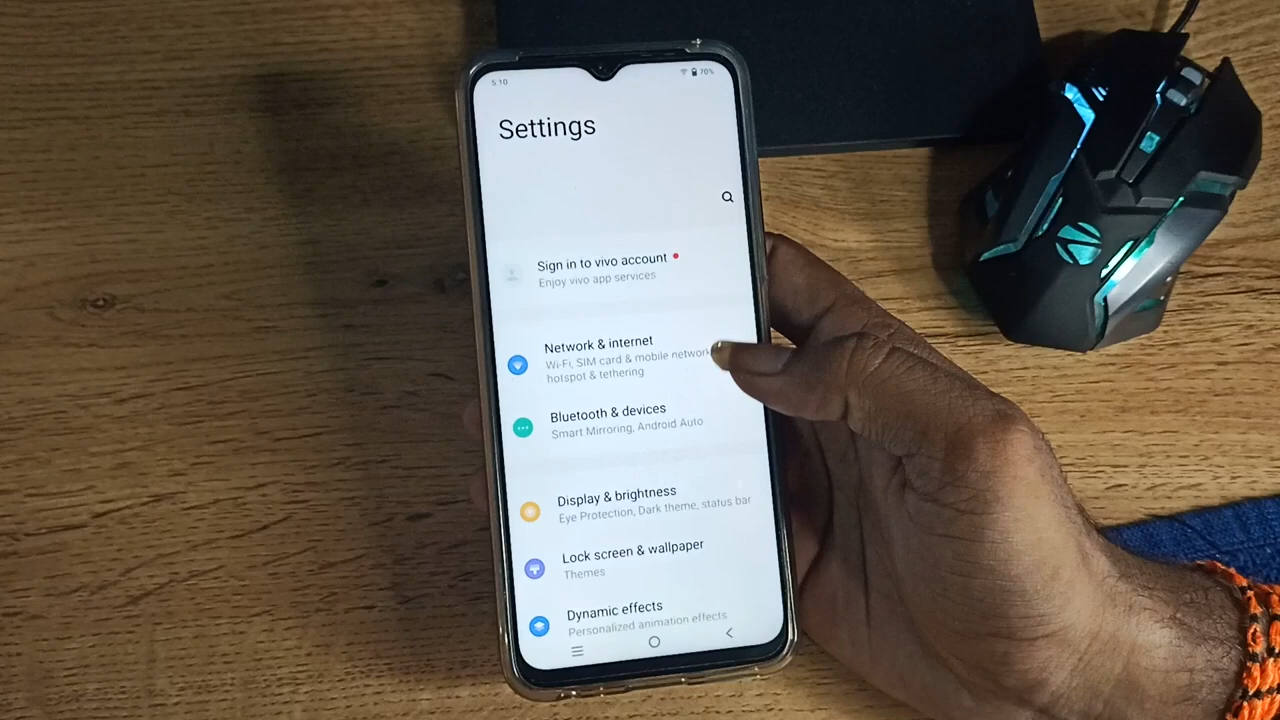 5:10
70%
Settings
Sign in to vivo account
Enjoy vivo app services
Network & internet
Wi-Fi, SIM card & mobile network
hotspot & tethering
Bluetooth & devices
Smart Mirroring, Android Auto
Display & brightness
Eye Protection, Dark theme, status bar
Lock screen & wallpaper
Themes
Dynamic effects
Personalized animation effects